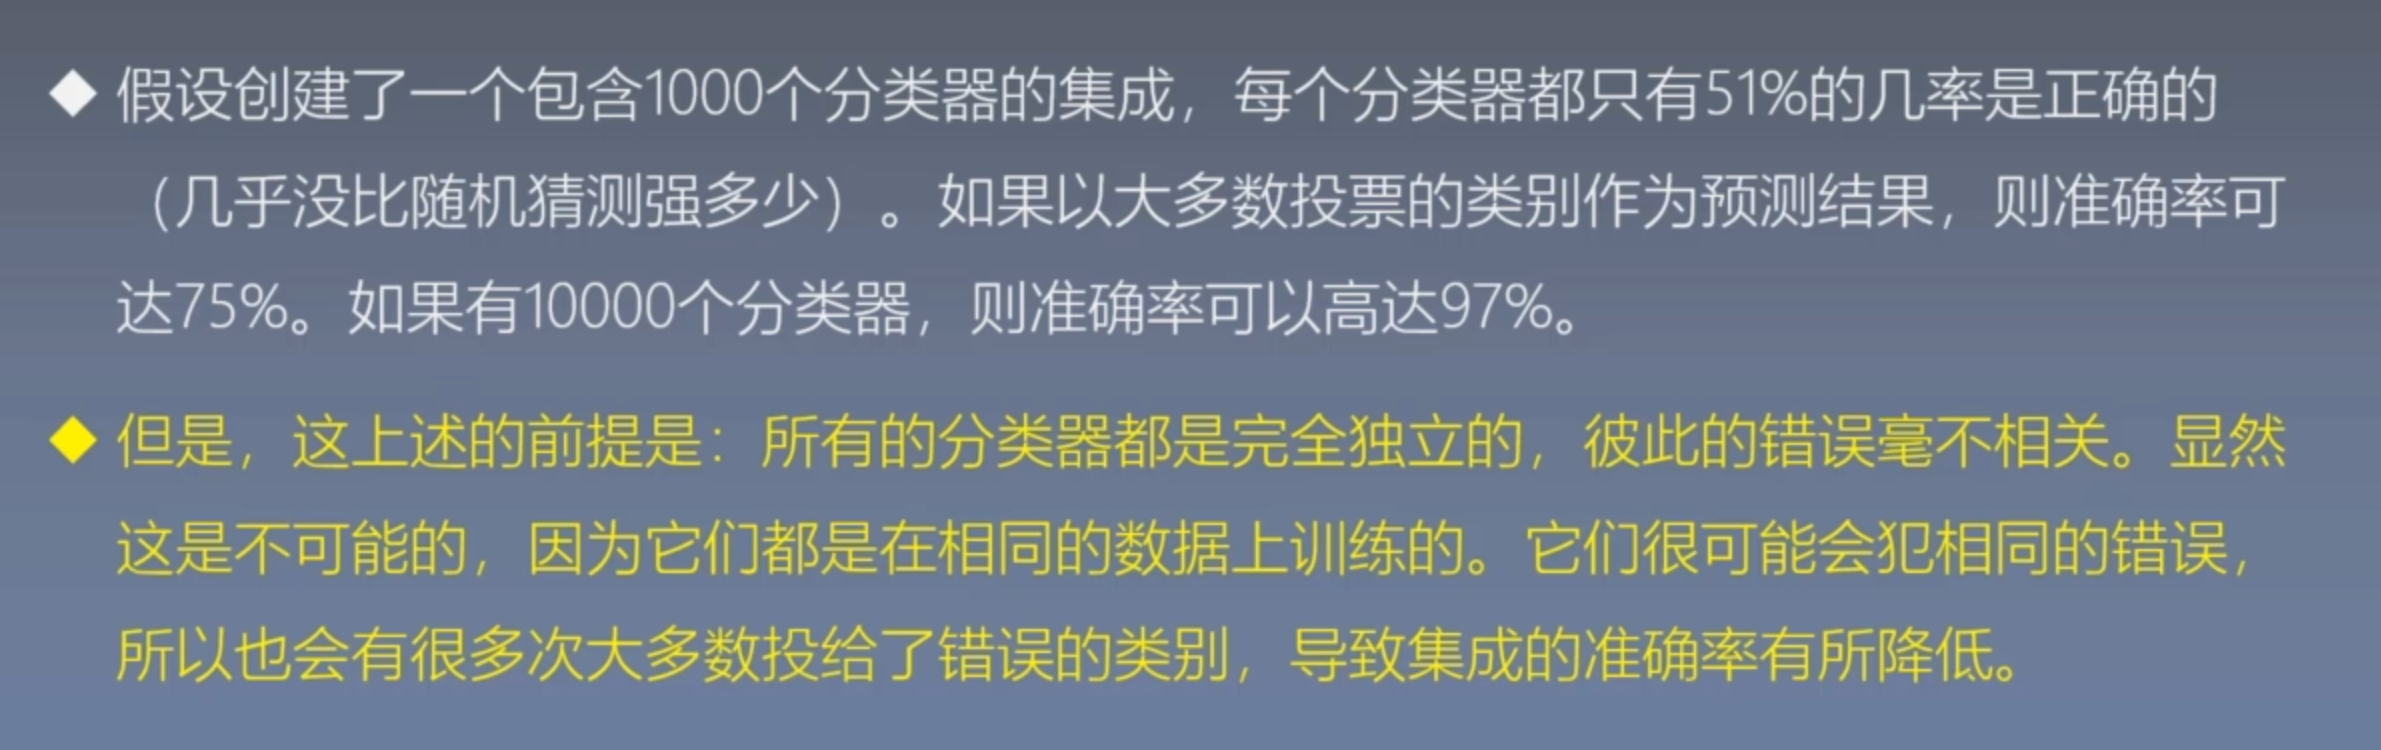 ◆ 假设创建了一个包含1000个分类器的集成，每个分类器都只有51%的几率是正确的
（几乎没比随机猜测强多少）。如果以大多数投票的类别作为预测结果，则准确率可
达75%。如果有10000个分类器，则准确率可以高达97%。
◆ 但是，这上述的前提是：所有的分类器都是完全独立的，彼此的错误毫不相关。显然
这是不可能的，因为它们都是在相同的数据上训练的。它们很可能会犯相同的错误，
所以也会有很多次大多数投给了错误的类别，导致集成的准确率有所降低。